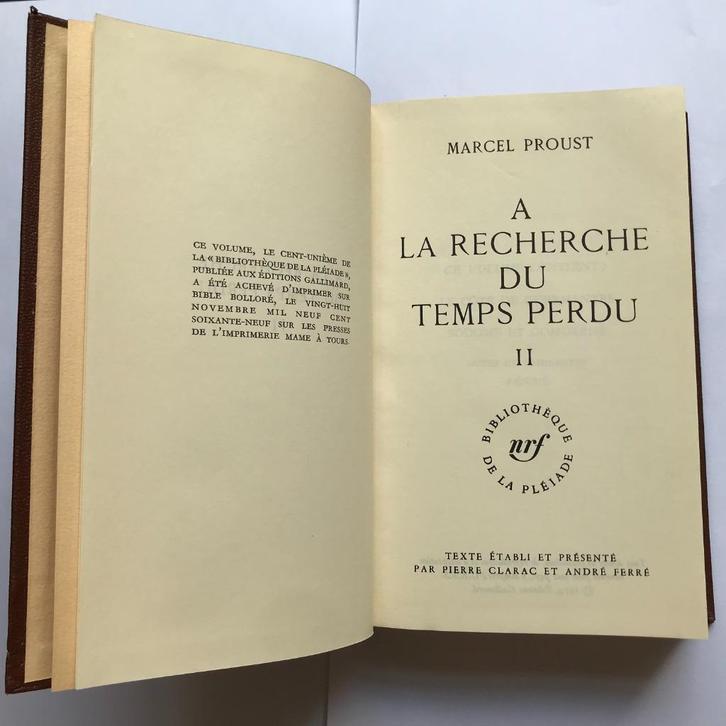 CE VOLUME, LE CENT-UNIÈME DE
LA « BIBLIOTHÈQUE DE LA PLÉIADE »,
PUBLIÉE AUX ÉDITIONS GALLIMARD,
A ÉTÉ ACHEVÉ D'IMPRIMER SUR
BIBLE BOLLORÉ, LE VINGT-HUIT
NOVEMBRE MIL NEUF CENT
SOIXANTE-NEUF SUR LES PRESSES
DE L'IMPRIMERIE MAME À TOURS.
MARCEL PROUST
A
LA RECHERCHE
DU
TEMPS PERDU
II
BIBLIOTHÈQUE
nrf
DE LA PLÉIADE
TEXTE ÉTABLI ET PRÉSENTÉ
PAR PIERRE CLARAC ET ANDRÉ FERRÉ